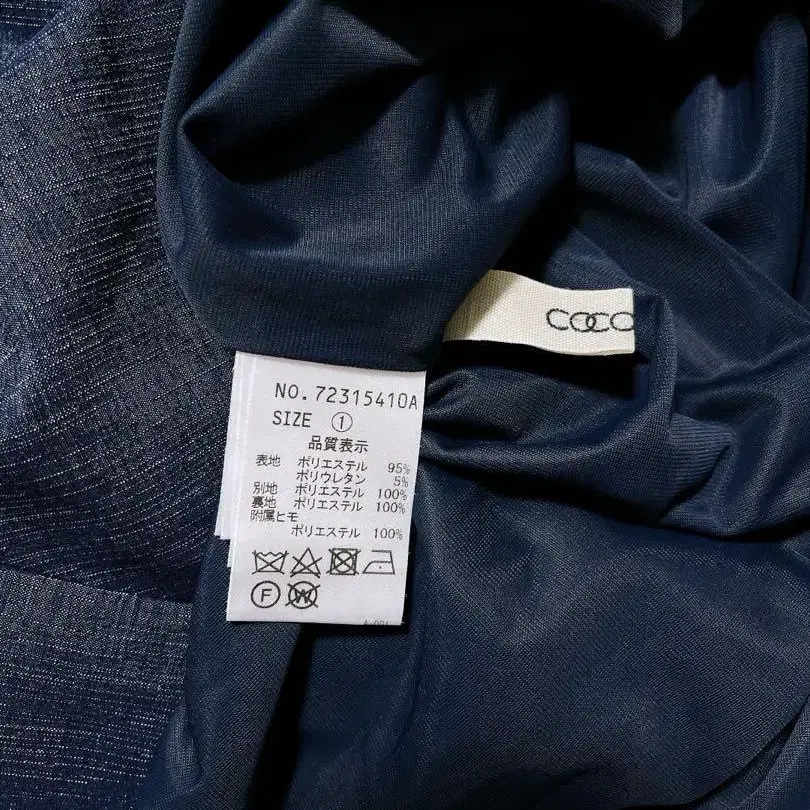 COCO
NO.72315410A
SIZE ①
品質表示
表地 ポリエステル 95%
ポリウレタン 5%
別地 ポリエステル 100%
裏地 ポリエステル 100%
附属ヒモ
ポリエステル 100%
F W